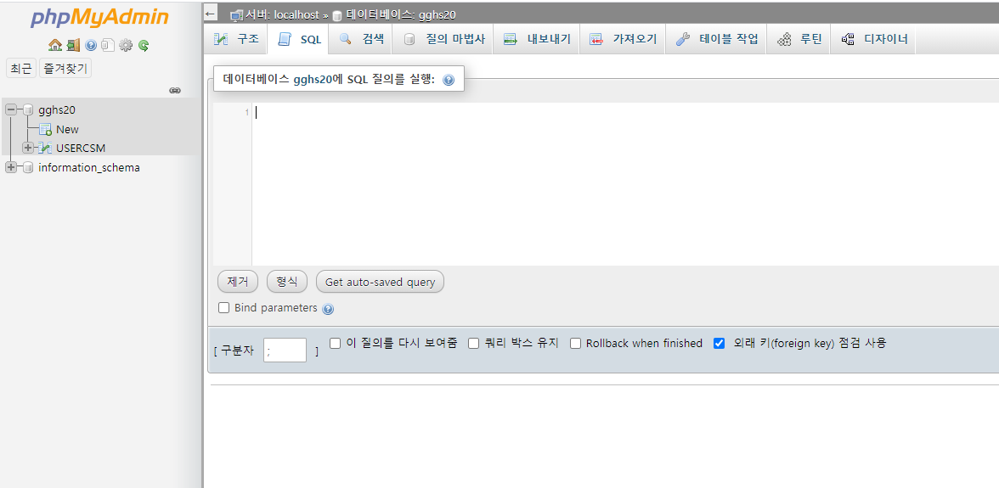 phpMyAdmin
최근 즐겨찾기
gghs20
New
USERCSM
information_schema
← 서버: localhost » 데이터베이스: gghs20
구조 SQL 검색 질의 마법사 내보내기 가져오기 테이블 작업 루틴 디자이너
데이터베이스 gghs20에 SQL 질의를 실행:
1
제거 형식 Get auto-saved query
Bind parameters
[ 구분자 ; ] 이 질의를 다시 보여줌 쿼리 박스 유지 Rollback when finished 외래 키(foreign key) 점검 사용